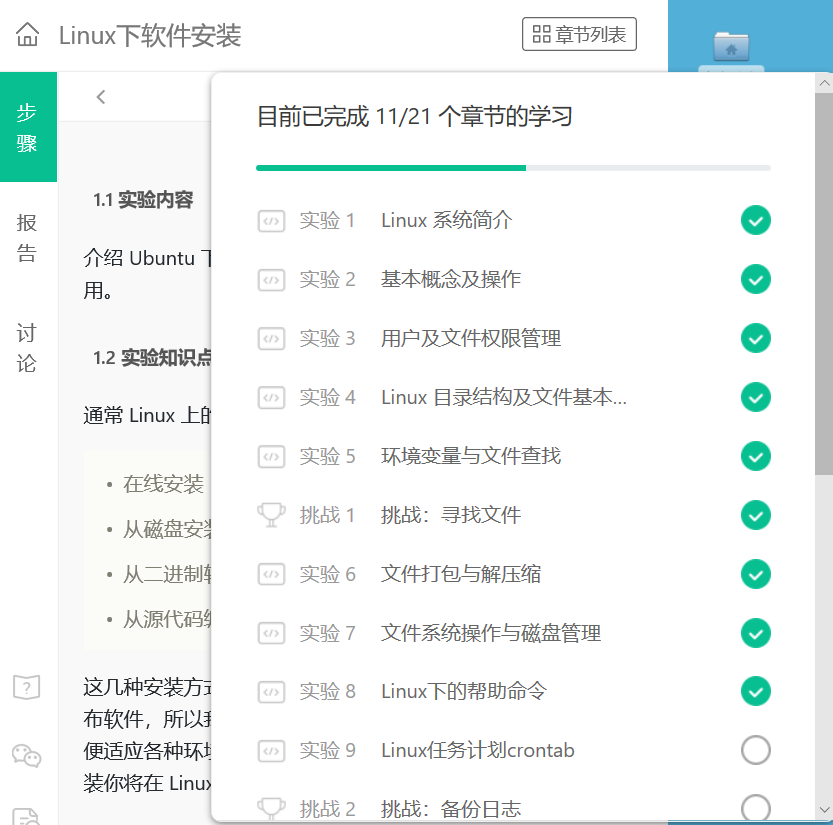 Linux下软件安装
章节列表
步骤
报告
讨论
1.1 实验内容
介绍 Ubuntu 下
用。
1.2 实验知识点
通常 Linux 上的
• 在线安装
• 从磁盘安装
• 从二进制软
• 从源代码编
这几种安装方式
布软件，所以我
便适应各种环境
装你将在 Linux
目前已完成 11/21 个章节的学习
实验 1 Linux 系统简介
实验 2 基本概念及操作
实验 3 用户及文件权限管理
实验 4 Linux 目录结构及文件基本...
实验 5 环境变量与文件查找
挑战 1 挑战：寻找文件
实验 6 文件打包与解压缩
实验 7 文件系统操作与磁盘管理
实验 8 Linux下的帮助命令
实验 9 Linux任务计划crontab
挑战 2 挑战：备份日志